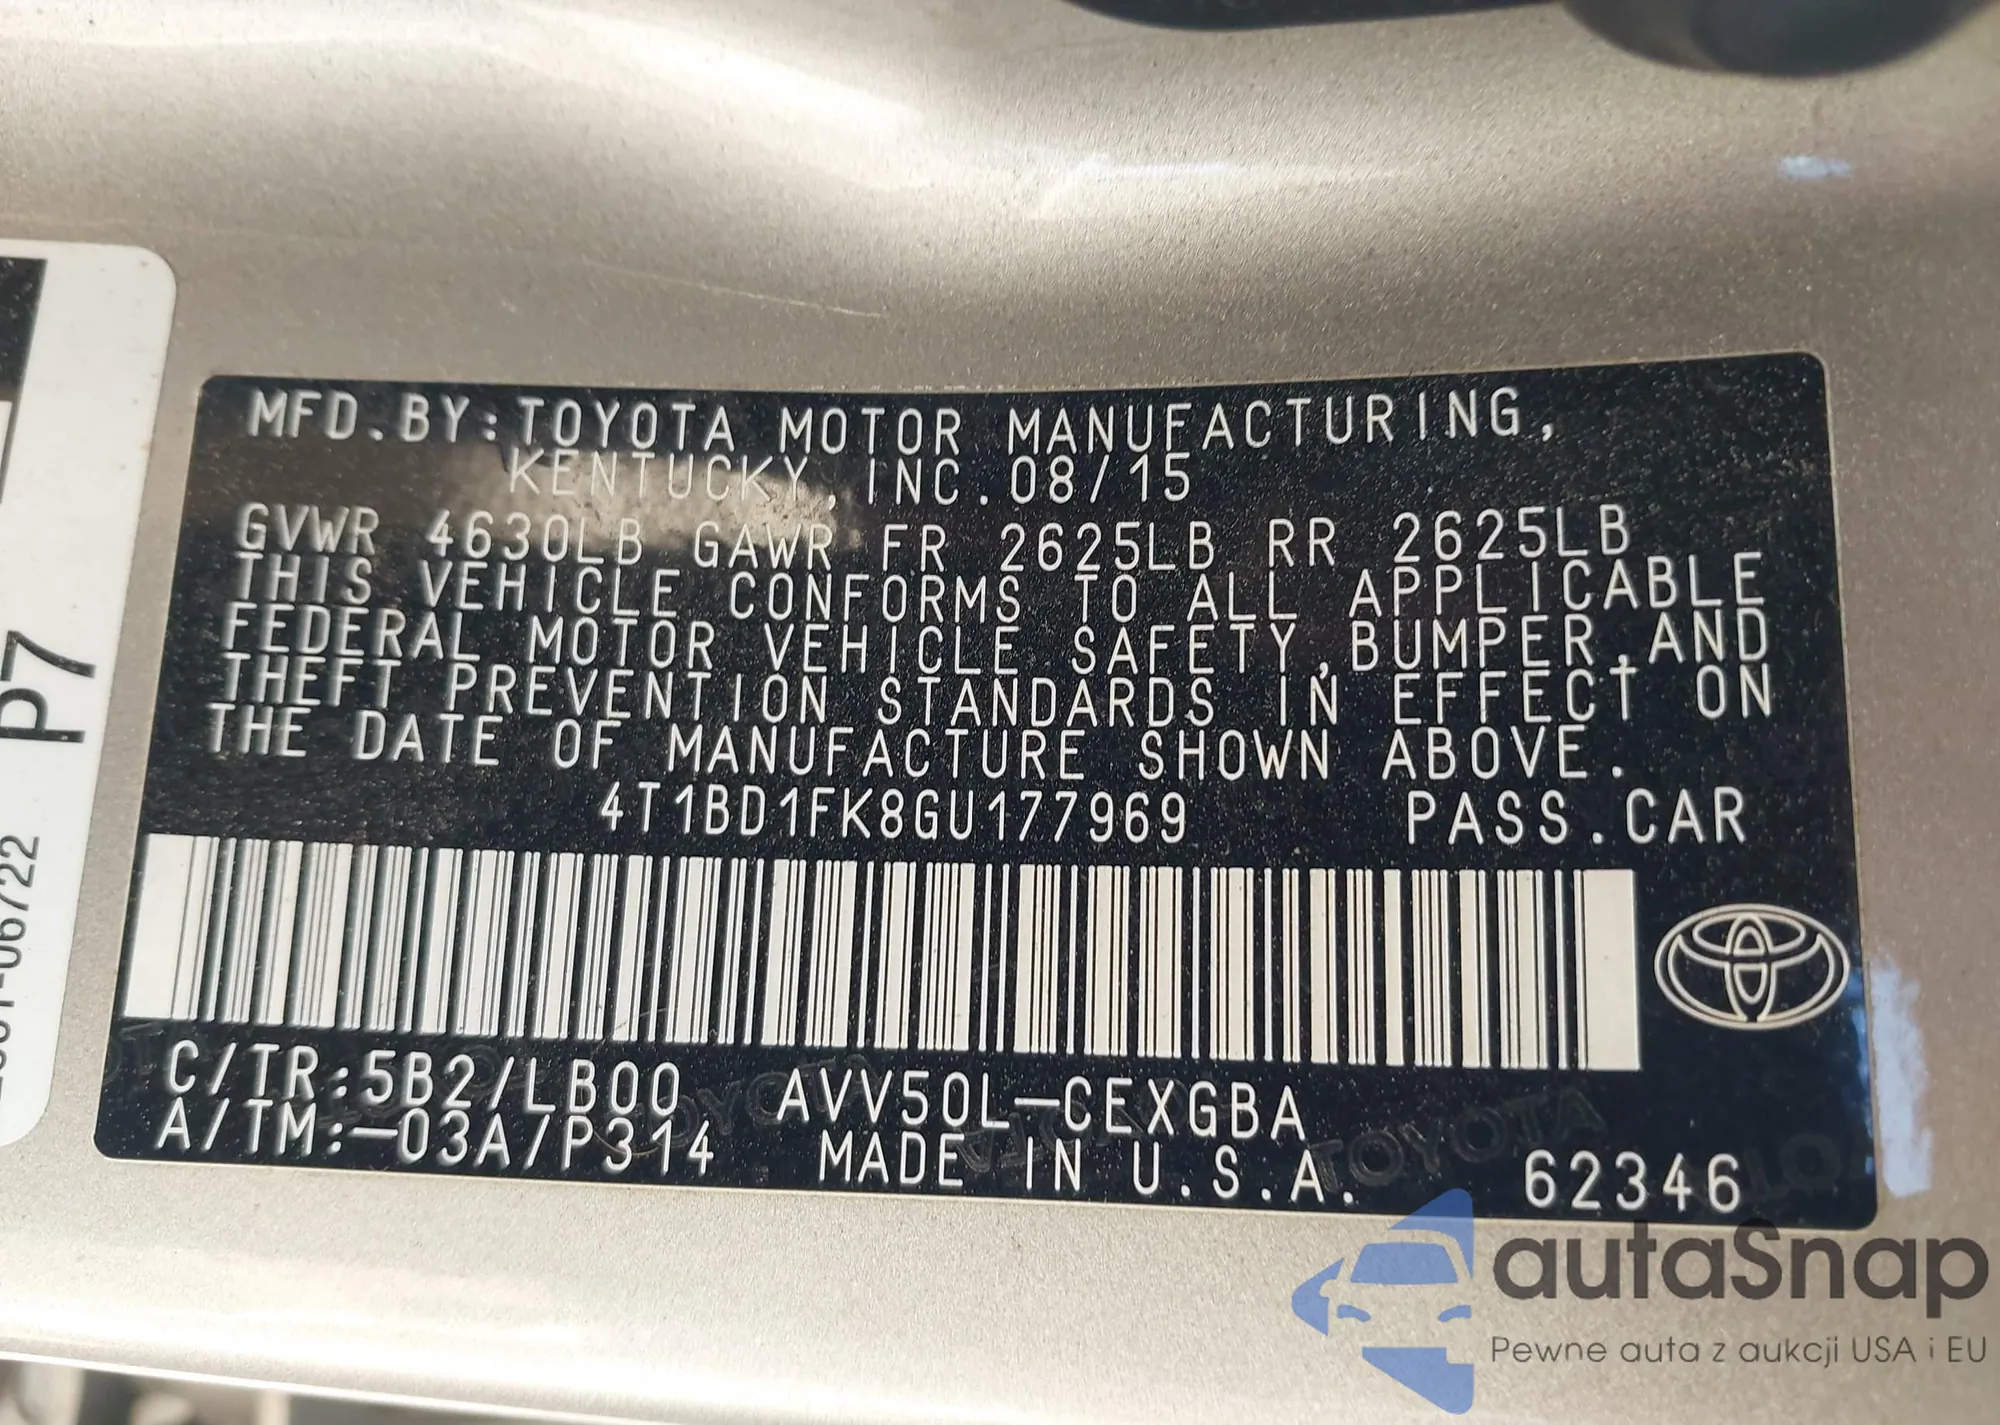 MFD.BY:TOYOTA MOTOR MANUFACTURING,
KENTUCKY, INC.08/15
GVWR 4630LB GAWR FR 2625LB RR 2625LB
THIS VEHICLE CONFORMS TO ALL APPLICABLE
FEDERAL MOTOR VEHICLE SAFETY,BUMPER,AND
THEFT PREVENTION STANDARDS IN EFFECT ON
THE DATE OF MANUFACTURE SHOWN ABOVE.
4T1BD1FK8GU177969 PASS.CAR
C/TR:5B2/LB00 AVV50L-CEXGBA
A/TM:-03A/P314 MADE IN U.S.A. 62346
P7
06722
TOYOTA
autaSnap
Pewne auta z aukcji USA i EU